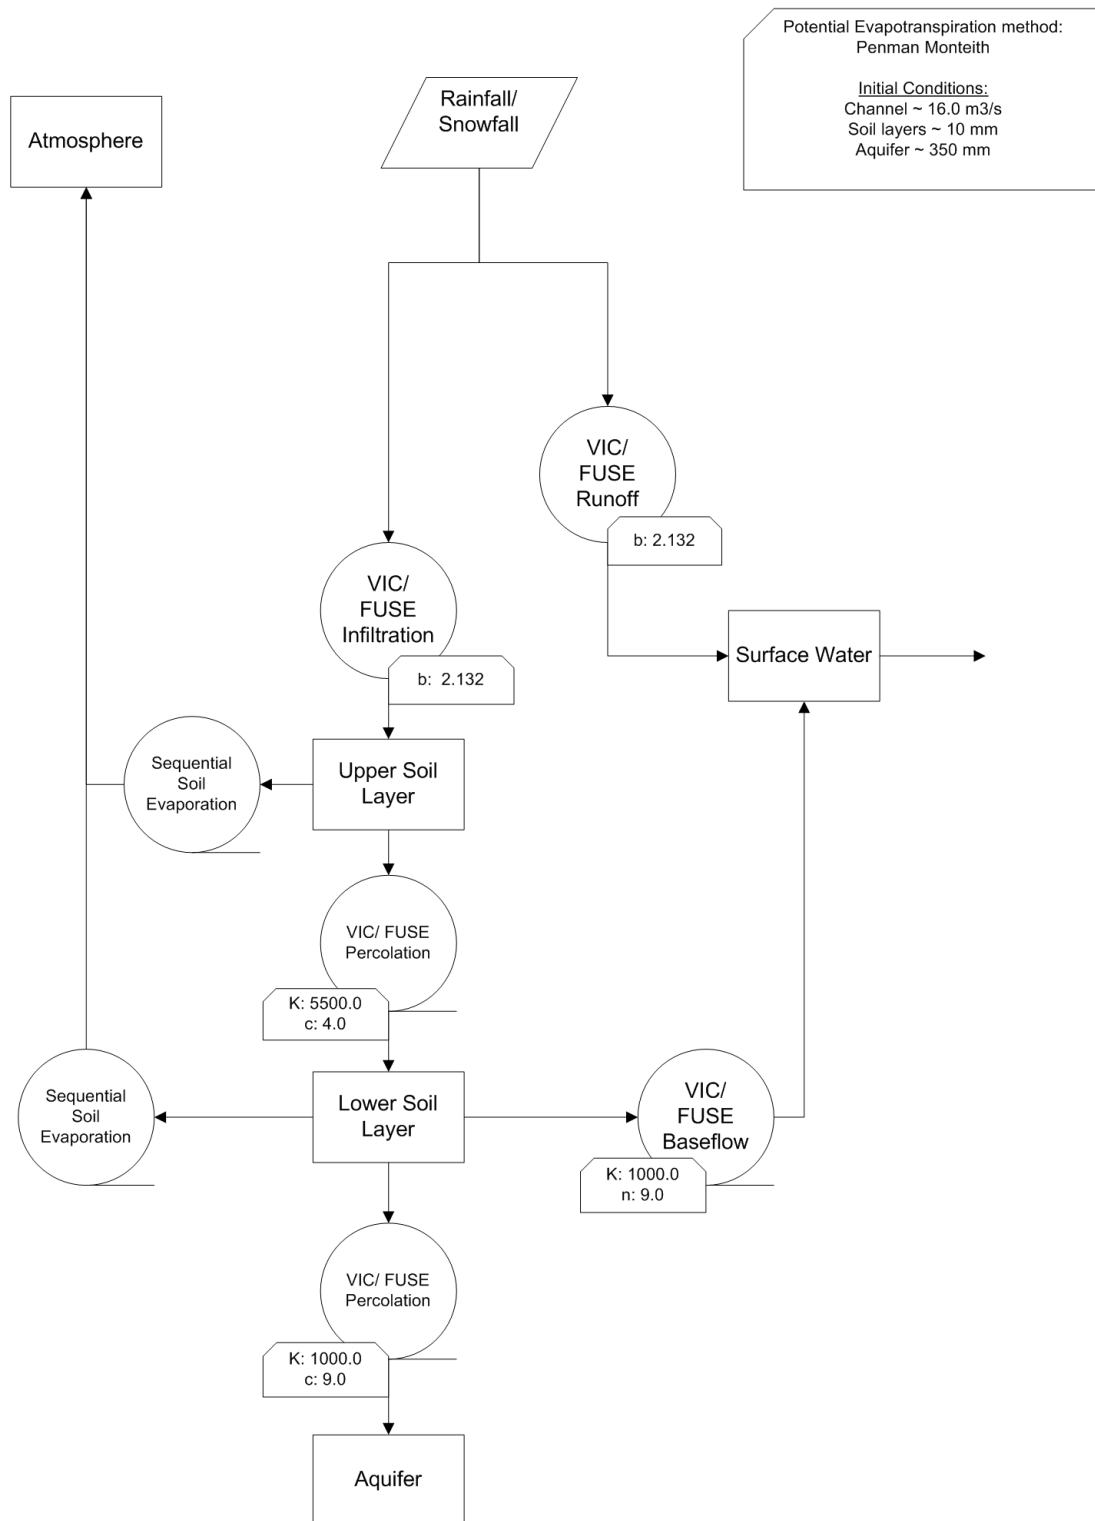 Potential Evapotranspiration method:
Penman Monteith
Initial Conditions:
Channel ~ 16.0 m3/s
Soil layers ~ 10 mm
Aquifer ~ 350 mm
Rainfall/
Snowfall
Atmosphere
VIC/
FUSE
Runoff
b: 2.132
VIC/
FUSE
Infiltration
b:  2.132
Surface Water
Sequential
Soil
Evaporation
Upper Soil
Layer
VIC/ FUSE
Percolation
K: 5500.0
c: 4.0
Sequential
Soil
Evaporation
Lower Soil
Layer
VIC/
FUSE
Baseflow
K: 1000.0
n: 9.0
VIC/ FUSE
Percolation
K: 1000.0
c: 9.0
Aquifer